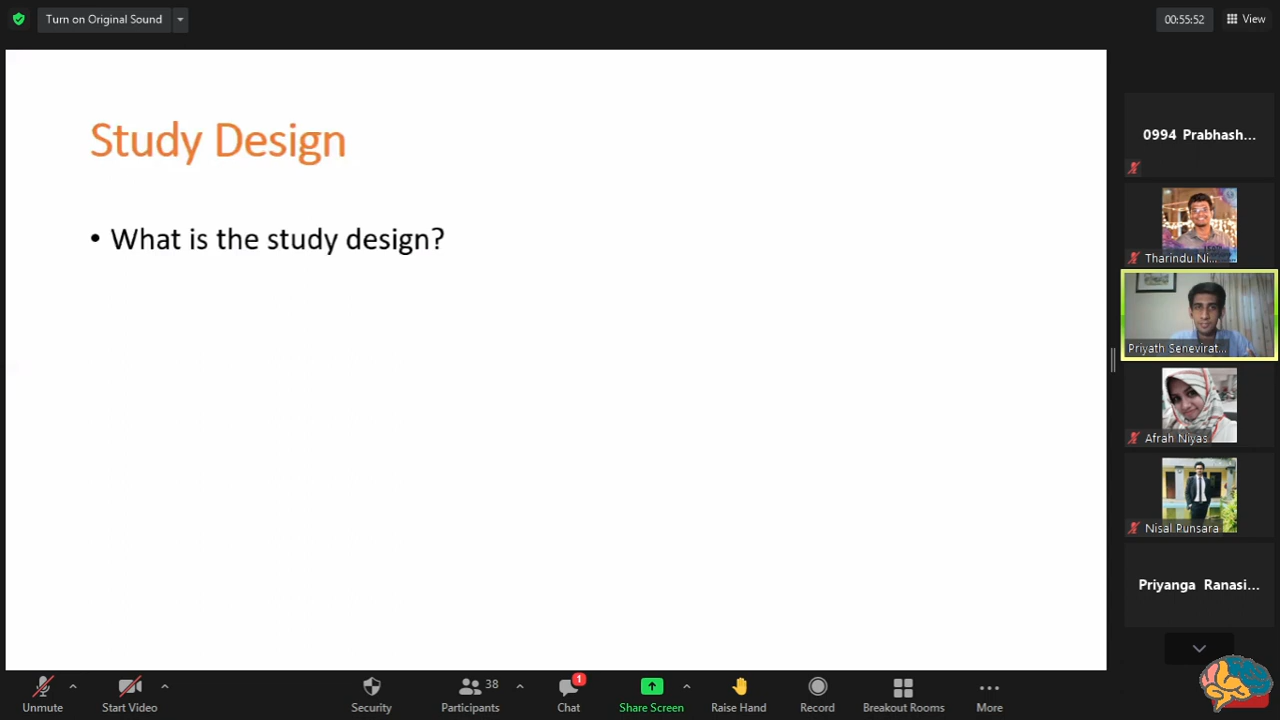 Turn on Original Sound
00:55:52
View
Study Design
• What is the study design?
0994 Prabhash...
Tharindu Ni...
Priyath Senevirat...
Afrah Niyas
Nisal Punsara
Priyanga Ranasi...
Unmute
Start Video
Security
38
Participants
1
Chat
Share Screen
Raise Hand
Record
Breakout Rooms
More